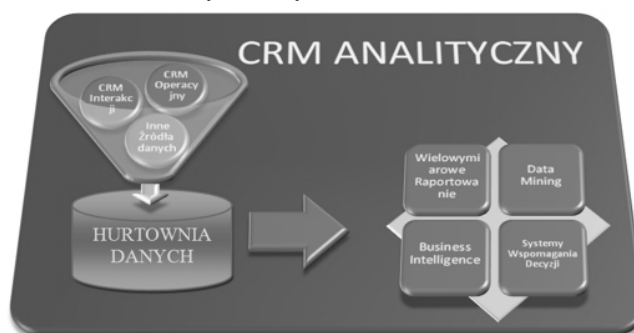 CRM ANALITYCZNY
CRM
Interakc
ji
CRM
Operacy
jny
Inne
Źródła
danych
HURTOWNIA
DANYCH
Wielowymi
arowe
Raportowa
nie
Data
Mining
Business
Intelligence
Systemy
Wspomagania
Decyzji